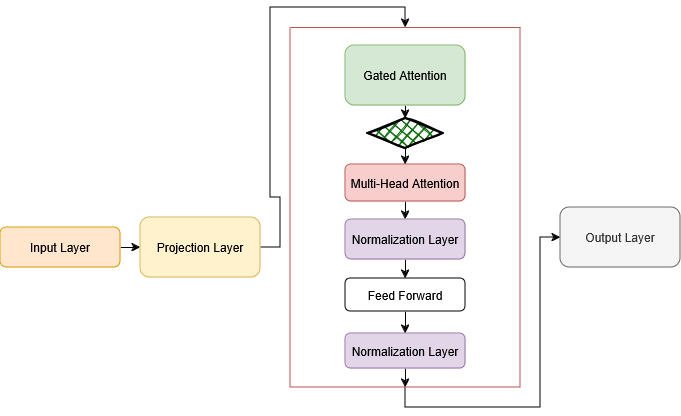 Input Layer
Projection Layer
Gated Attention
Multi-Head Attention
Normalization Layer
Feed Forward
Normalization Layer
Output Layer